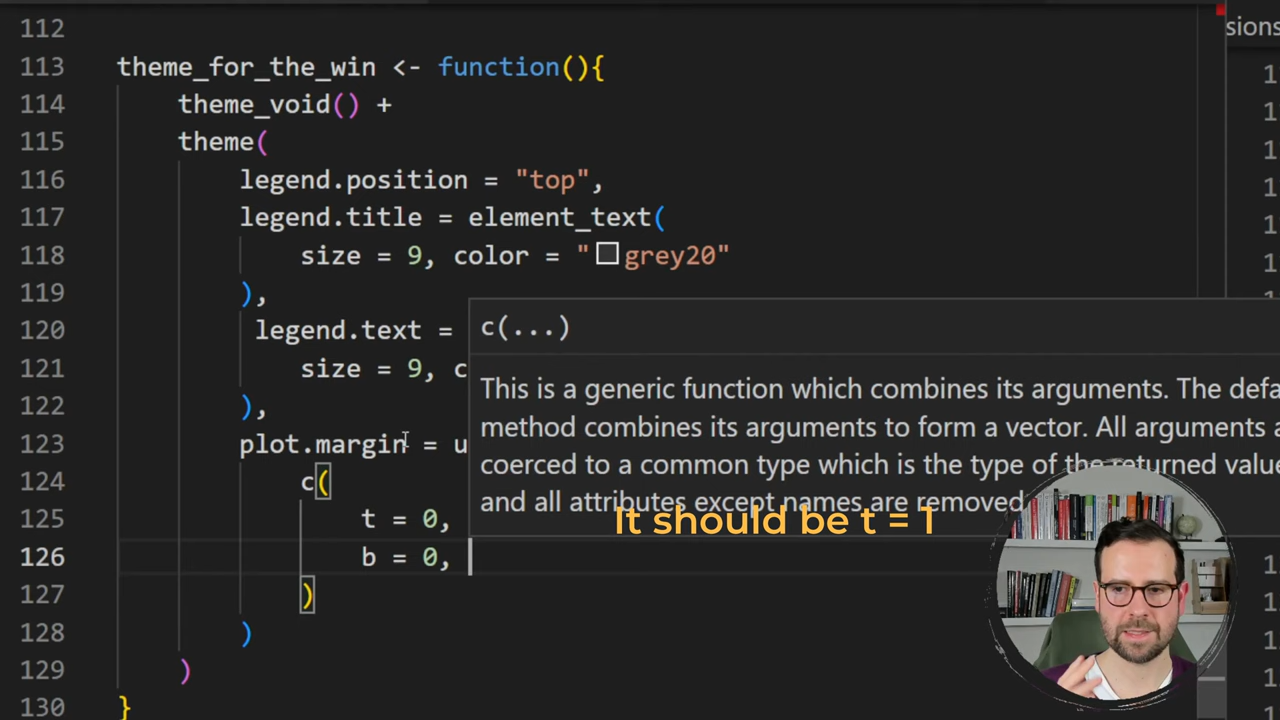 112
113 theme_for_the_win <- function(){
114 theme_void() +
115 theme(
116 legend.position = "top",
117 legend.title = element_text(
118 size = 9, color = "grey20"
119 ),
120 legend.text =
121 size = 9, c
122 ),
123 plot.margin = u
124 c(
125 t = 0,
126 b = 0,
127 )
128 )
129 )
130 }
c(...)
This is a generic function which combines its arguments. The defa
method combines its arguments to form a vector. All arguments a
coerced to a common type which is the type of the returned value
and all attributes except names are removed.
It should be t = 1
sions